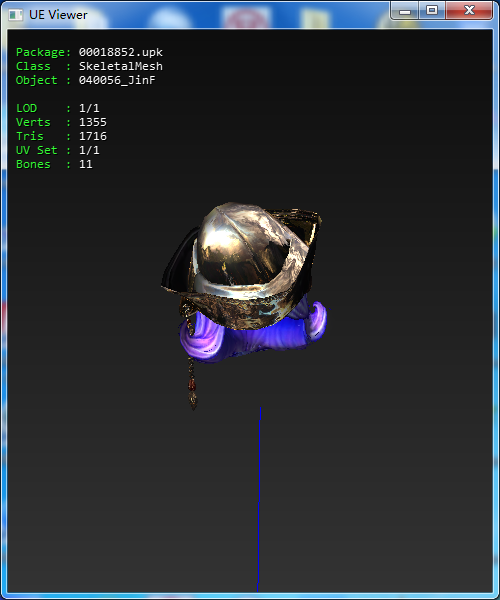 UE Viewer
Package: 00018852.upk
Class : SkeletalMesh
Object : 040056_JinF
LOD : 1/1
Verts : 1355
Tris : 1716
UV Set : 1/1
Bones : 11